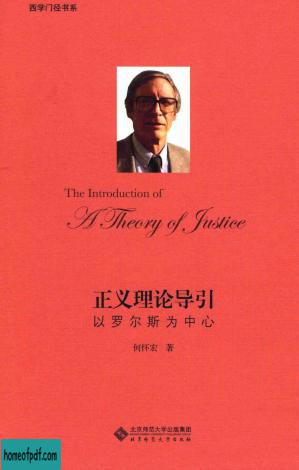 西学门径书系
The Introduction of
A Theory of Justice
正义理论导引
以罗尔斯为中心
何怀宏 著
北京师范大学出版集团
北京师范大学出版社
homeofpdf.com